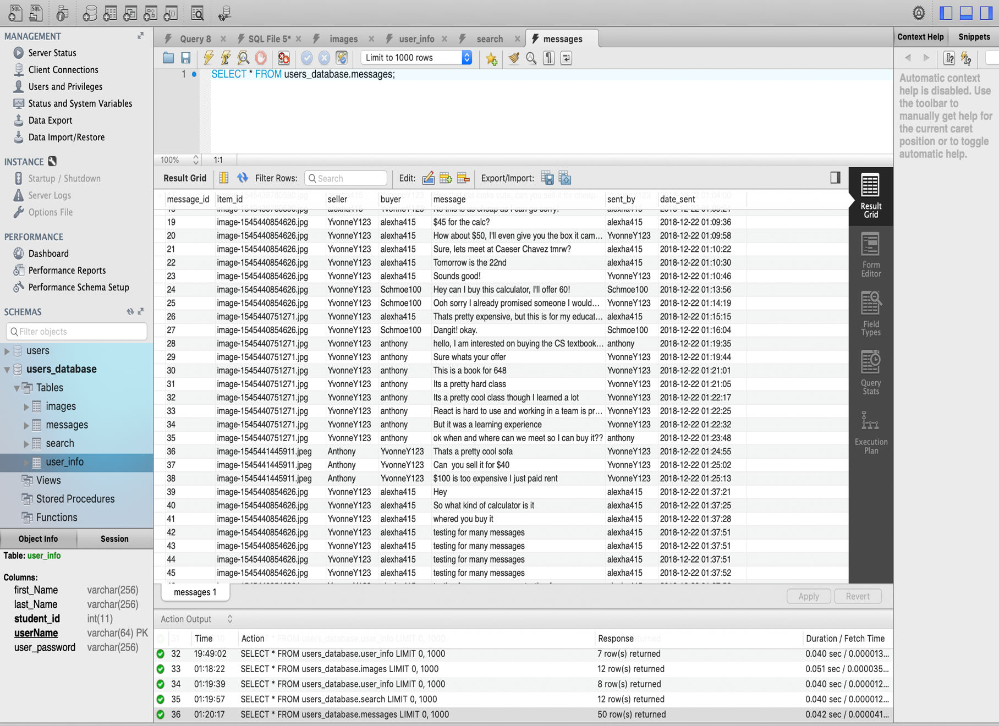 MANAGEMENT
Server Status
Client Connections
Users and Privileges
Status and System Variables
Data Export
Data Import/Restore
INSTANCE
Startup / Shutdown
Server Logs
Options File
PERFORMANCE
Dashboard
Performance Reports
Performance Schema Setup
SCHEMAS
Filter objects
users
users_database
Tables
images
messages
search
user_info
Views
Stored Procedures
Functions
Object Info Session
Table: user_info
Columns:
first_Name varchar(256)
last_Name varchar(256)
student_id int(11)
userName varchar(64) PK
user_password varchar(256)
Query 8 SQL File 5* images user_info search messages
Limit to 1000 rows
1 SELECT * FROM users_database.messages;
100% 1:1
Result Grid Filter Rows: Search Edit: Export/Import:
message_id item_id seller buyer message sent_by date_sent
19 image-1545440854626.jpg YvonneY123 alexha415 $45 for the calc? alexha415 2018-12-22 01:09:36
20 image-1545440854626.jpg YvonneY123 alexha415 How about $50, I'll even give you the box it cam... YvonneY123 2018-12-22 01:09:58
21 image-1545440854626.jpg YvonneY123 alexha415 Sure, lets meet at Caeser Chavez tmrw? alexha415 2018-12-22 01:10:22
22 image-1545440854626.jpg YvonneY123 alexha415 Tomorrow is the 22nd alexha415 2018-12-22 01:10:30
23 image-1545440854626.jpg YvonneY123 alexha415 Sounds good! YvonneY123 2018-12-22 01:10:46
24 image-1545440854626.jpg YvonneY123 Schmoe100 Hey can I buy this calculator, I'll offer 60! Schmoe100 2018-12-22 01:13:56
25 image-1545440854626.jpg YvonneY123 Schmoe100 Ooh sorry I already promised someone I would... YvonneY123 2018-12-22 01:14:19
26 image-1545440751271.jpg YvonneY123 alexha415 Thats pretty expensive, but this is for my educat... alexha415 2018-12-22 01:15:15
27 image-1545440854626.jpg YvonneY123 Schmoe100 Dangit! okay. Schmoe100 2018-12-22 01:16:04
28 image-1545440751271.jpg YvonneY123 anthony hello, I am interested on buying the CS textbook... anthony 2018-12-22 01:19:35
29 image-1545440751271.jpg YvonneY123 anthony Sure whats your offer YvonneY123 2018-12-22 01:19:44
30 image-1545440751271.jpg YvonneY123 anthony This is a book for 648 YvonneY123 2018-12-22 01:21:01
31 image-1545440751271.jpg YvonneY123 anthony Its a pretty hard class YvonneY123 2018-12-22 01:21:05
32 image-1545440751271.jpg YvonneY123 anthony Its a pretty cool class though I learned a lot YvonneY123 2018-12-22 01:22:17
33 image-1545440751271.jpg YvonneY123 anthony React is hard to use and working in a team is pr... YvonneY123 2018-12-22 01:22:25
34 image-1545440751271.jpg YvonneY123 anthony But it was a learning experience YvonneY123 2018-12-22 01:22:32
35 image-1545440751271.jpg YvonneY123 anthony ok when and where can we meet so I can buy it?? anthony 2018-12-22 01:23:48
36 image-1545441445911.jpeg Anthony YvonneY123 Thats a pretty cool sofa YvonneY123 2018-12-22 01:24:55
37 image-1545441445911.jpeg Anthony YvonneY123 Can  you sell it for $40 YvonneY123 2018-12-22 01:25:02
38 image-1545441445911.jpeg Anthony YvonneY123 $100 is too expensive I just paid rent YvonneY123 2018-12-22 01:25:13
39 image-1545440854626.jpg YvonneY123 alexha415 Hey alexha415 2018-12-22 01:37:21
40 image-1545440854626.jpg YvonneY123 alexha415 So what kind of calculator is it alexha415 2018-12-22 01:37:25
41 image-1545440854626.jpg YvonneY123 alexha415 whered you buy it alexha415 2018-12-22 01:37:28
42 image-1545440854626.jpg YvonneY123 alexha415 testing for many messages alexha415 2018-12-22 01:37:51
43 image-1545440854626.jpg YvonneY123 alexha415 testing for many messages alexha415 2018-12-22 01:37:51
44 image-1545440854626.jpg YvonneY123 alexha415 testing for many messages alexha415 2018-12-22 01:37:51
45 image-1545440854626.jpg YvonneY123 alexha415 testing for many messages alexha415 2018-12-22 01:37:52
messages 1
Apply Revert
Action Output
Time Action Response Duration / Fetch Time
32 19:49:02 SELECT * FROM users_database.user_info LIMIT 0, 1000 7 row(s) returned 0.040 sec / 0.000013...
33 01:18:22 SELECT * FROM users_database.images LIMIT 0, 1000 12 row(s) returned 0.051 sec / 0.000035...
34 01:19:39 SELECT * FROM users_database.user_info LIMIT 0, 1000 8 row(s) returned 0.040 sec / 0.000012...
35 01:19:57 SELECT * FROM users_database.search LIMIT 0, 1000 12 row(s) returned 0.040 sec / 0.000012...
36 01:20:17 SELECT * FROM users_database.messages LIMIT 0, 1000 50 row(s) returned 0.042 sec / 0.000041...
Result
Grid
Form
Editor
Field
Types
Query
Stats
Execution
Plan
Context Help Snippets
Automatic context
help is disabled. Use
the toolbar to
manually get help for
the current caret
position or to toggle
automatic help.